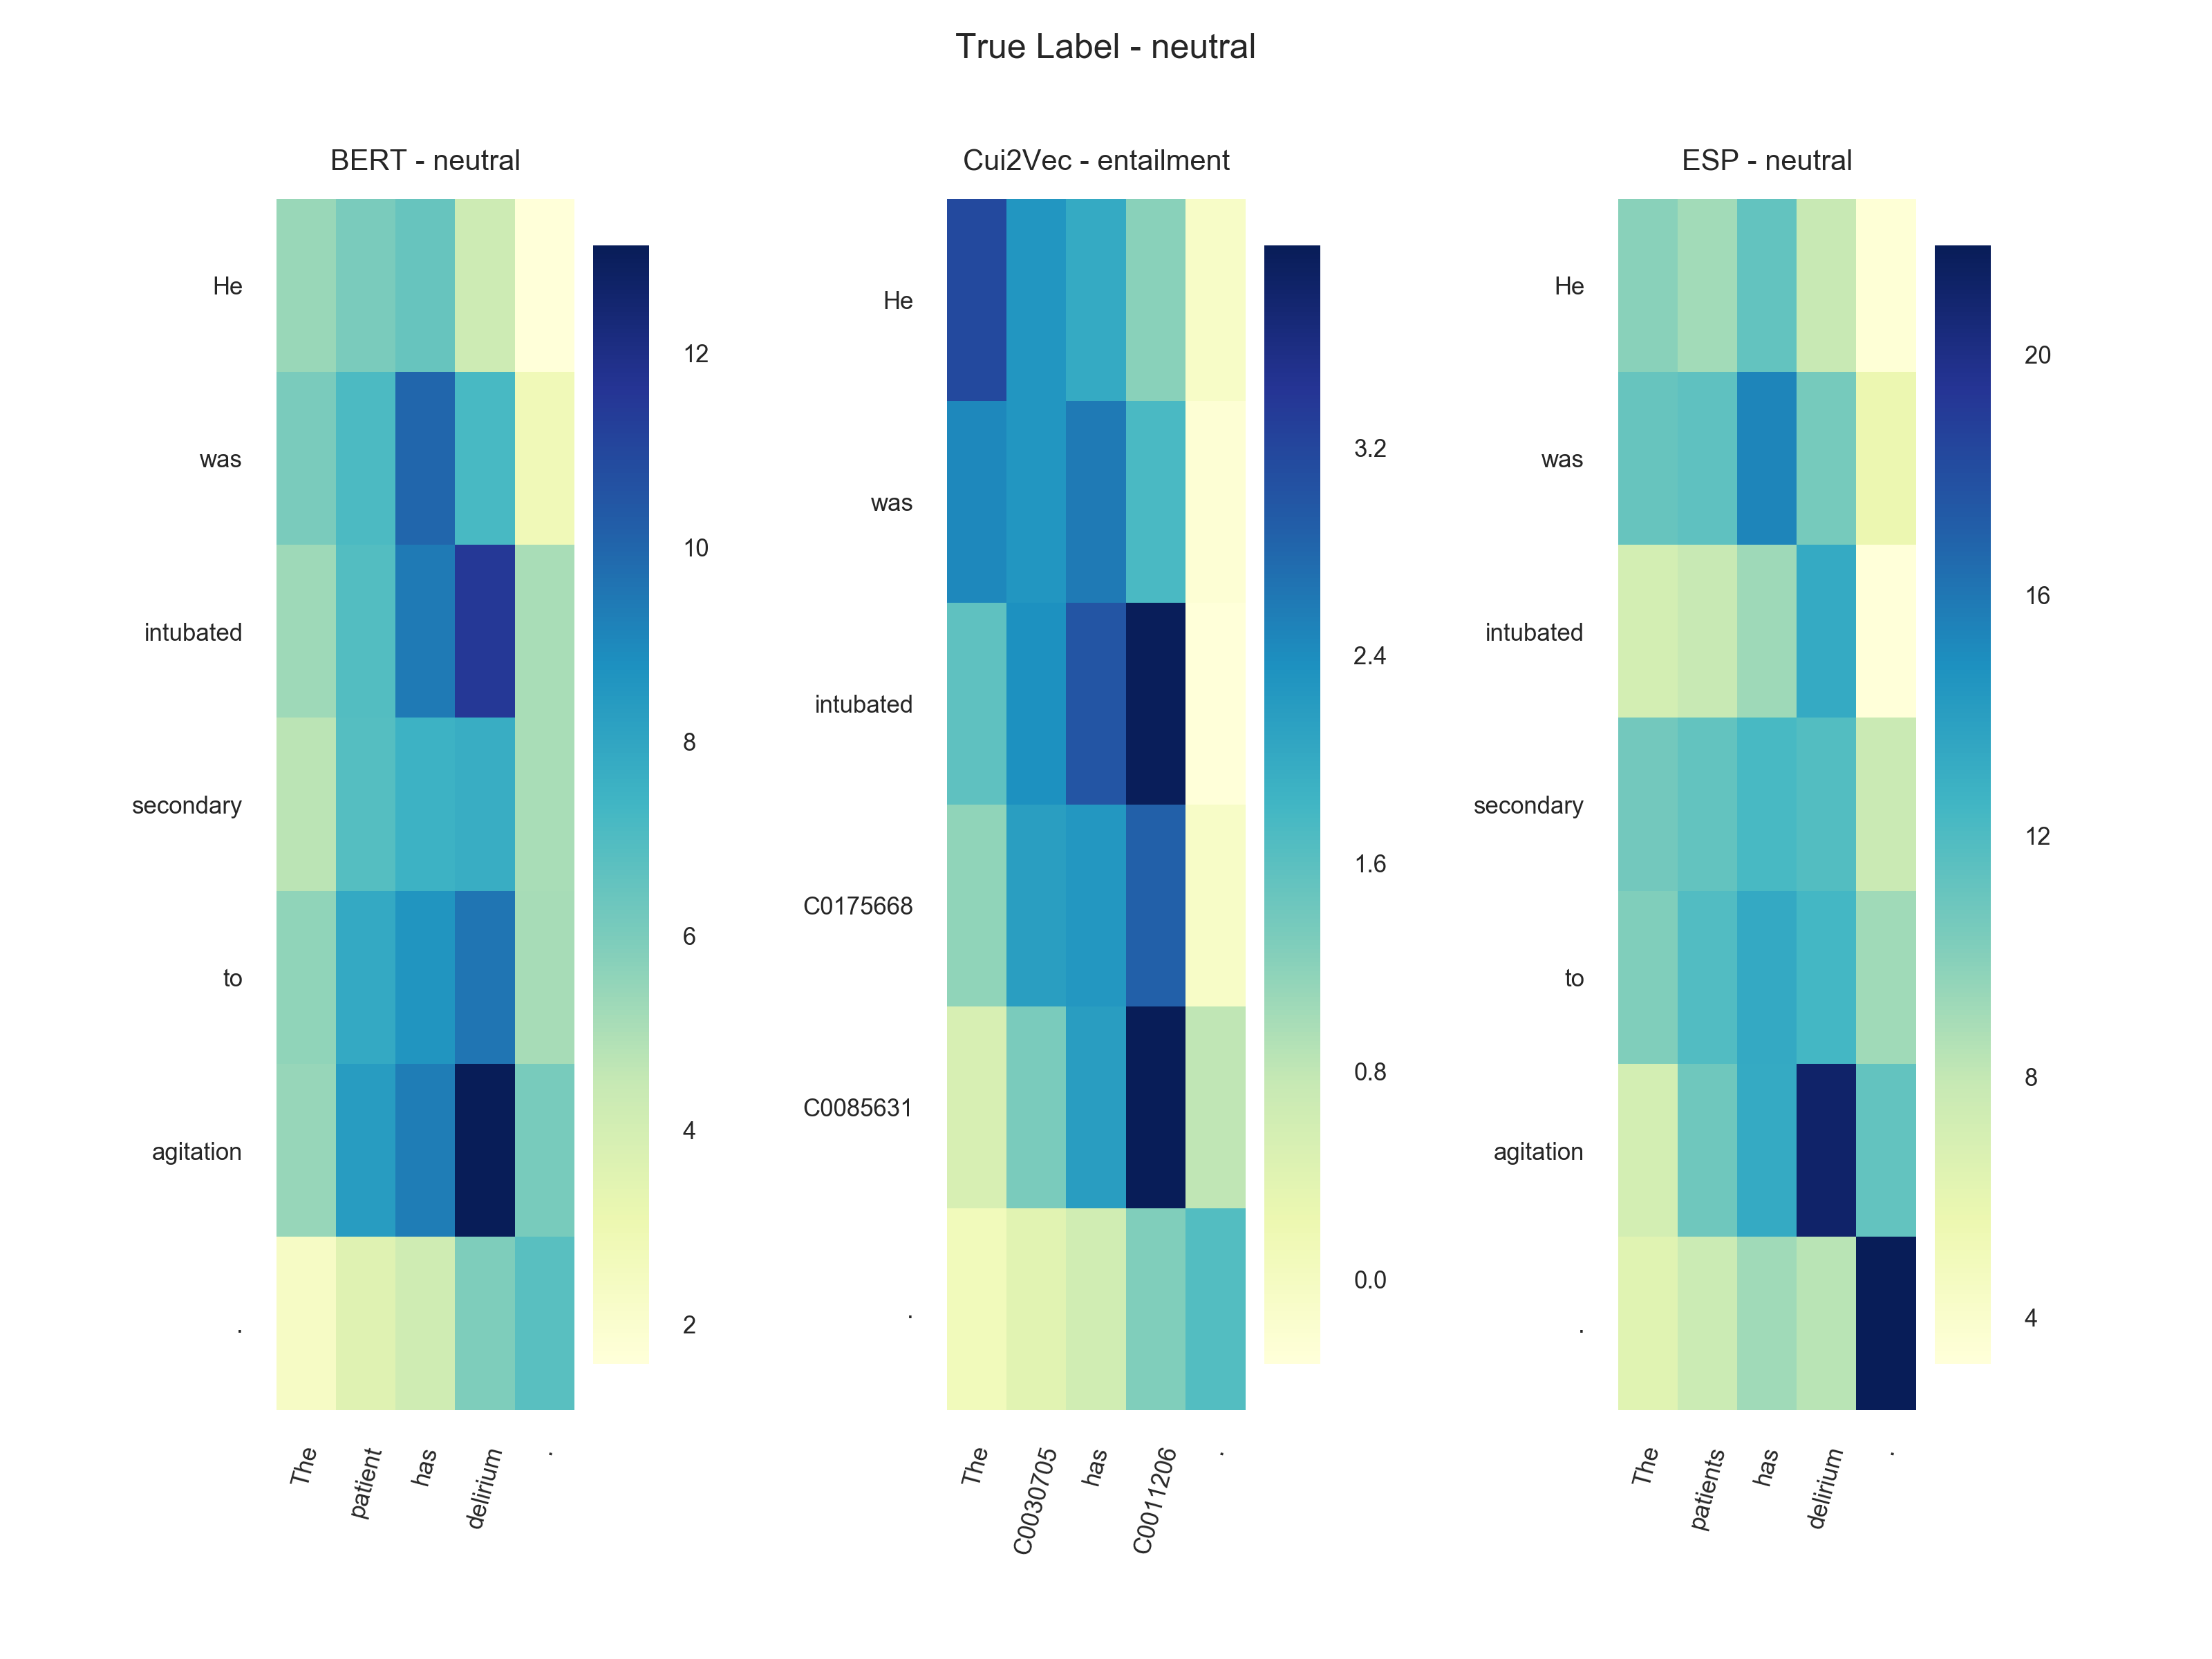 True Label - neutral
BERT - neutral
He
was
intubated
secondary
to
agitation
.
The
patient
has
delirium
.
12
10
8
6
4
2
Cui2Vec - entailment
He
was
intubated
C0175668
C0085631
.
The
C0030705
has
C0011206
.
3.2
2.4
1.6
0.8
0.0
ESP - neutral
He
was
intubated
secondary
to
agitation
.
The
patients
has
delirium
.
20
16
12
8
4